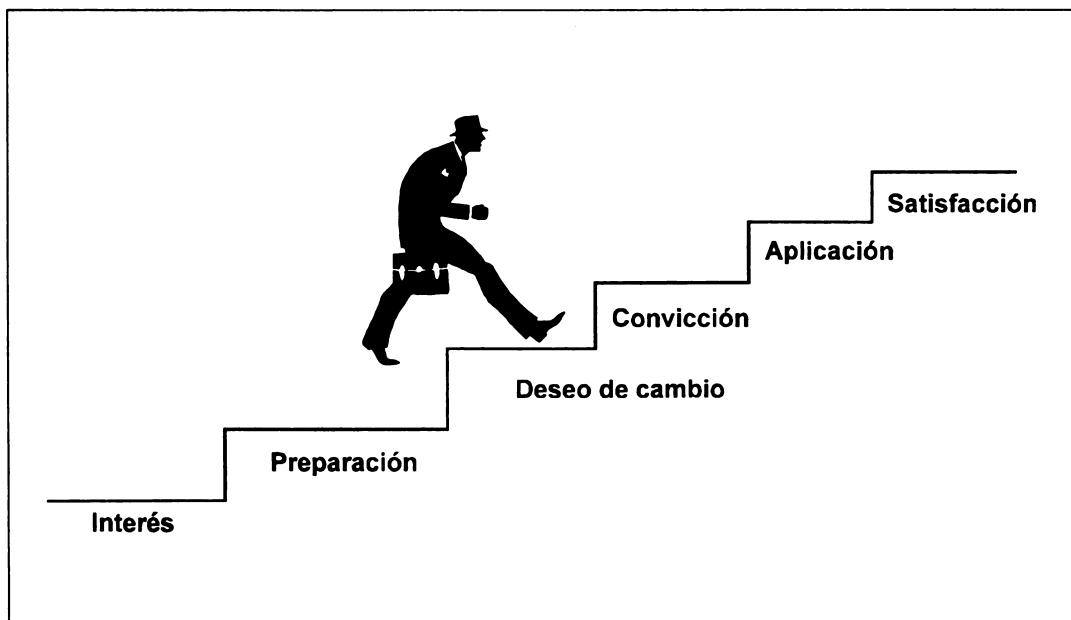 Satisfacción
Aplicación
Convicción
Deseo de cambio
Preparación
Interés